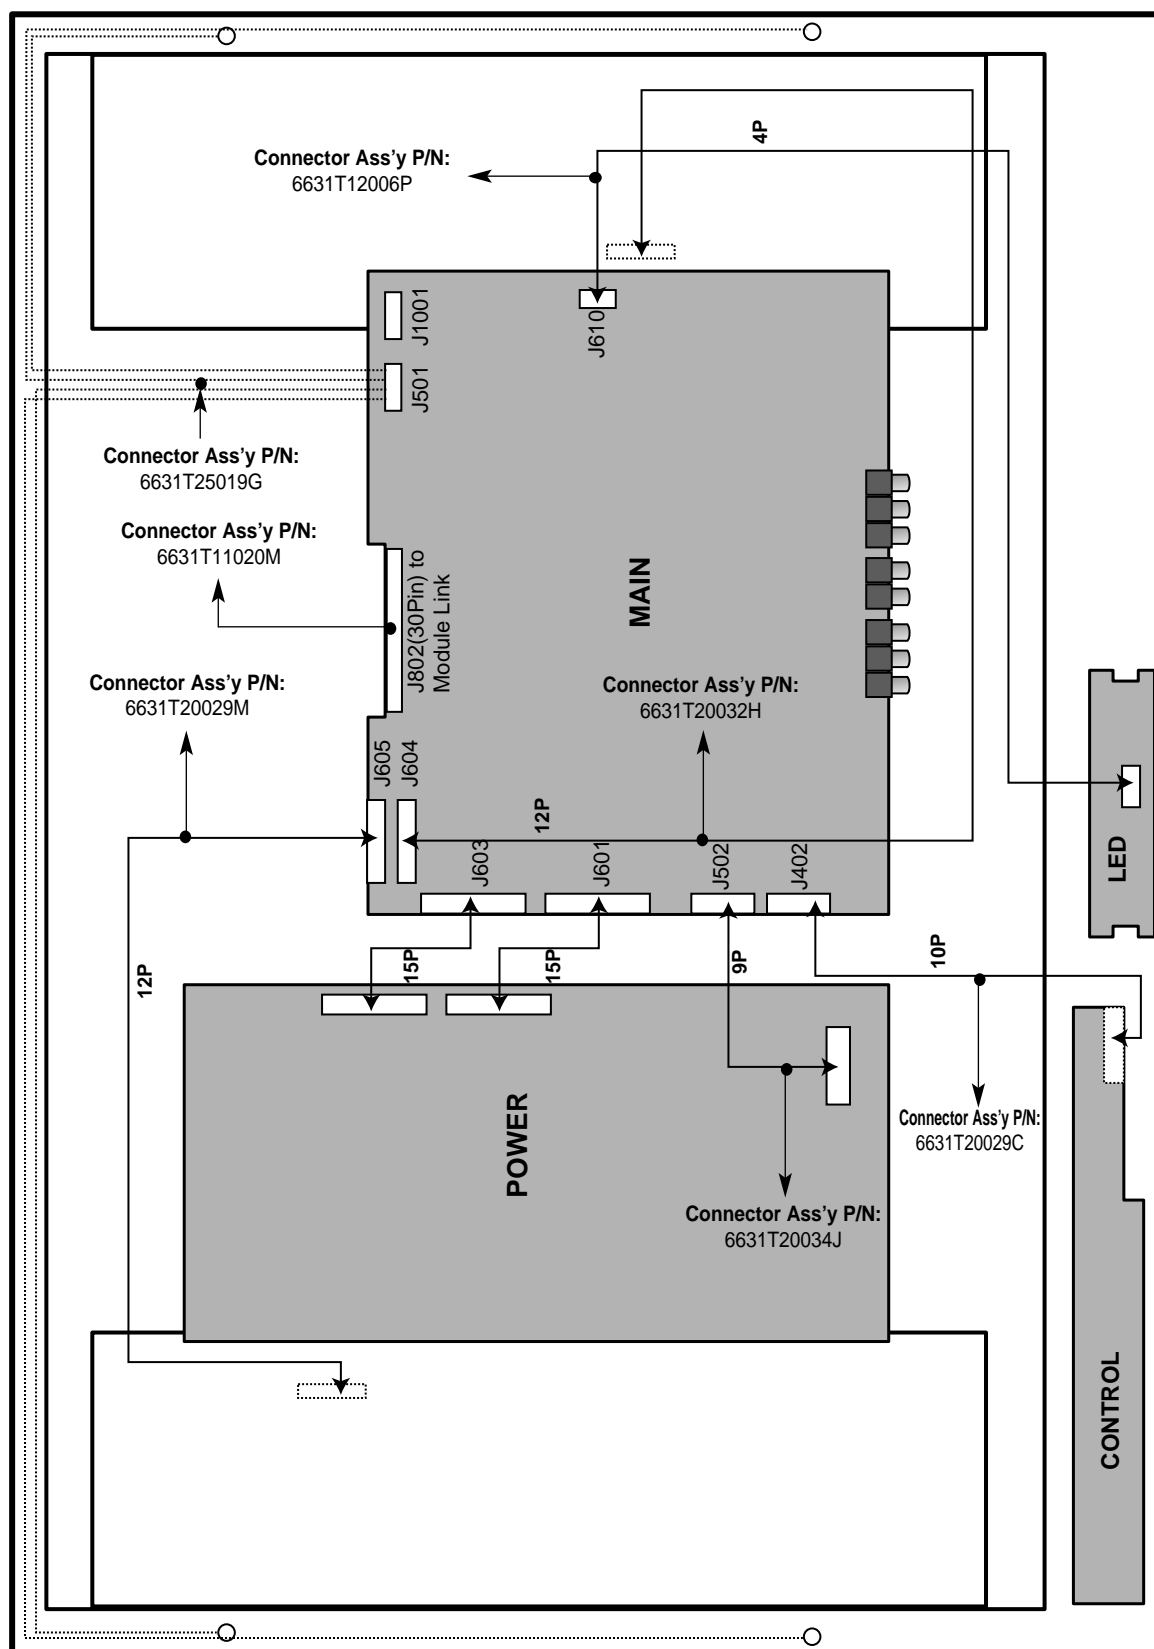 4P
Connector Ass'y P/N:
6631T12006P
J1001
J610
J501
Connector Ass'y P/N:
6631T25019G
Connector Ass'y P/N:
6631T11020M
J802(30Pin) to
Module Link
MAIN
Connector Ass'y P/N:
6631T20029M
Connector Ass'y P/N:
6631T20032H
J605
J604
12P
J603
J601
J502
J402
LED
12P
15P
15P
9P
10P
POWER
Connector Ass'y P/N:
6631T20029C
Connector Ass'y P/N:
6631T20034J
CONTROL